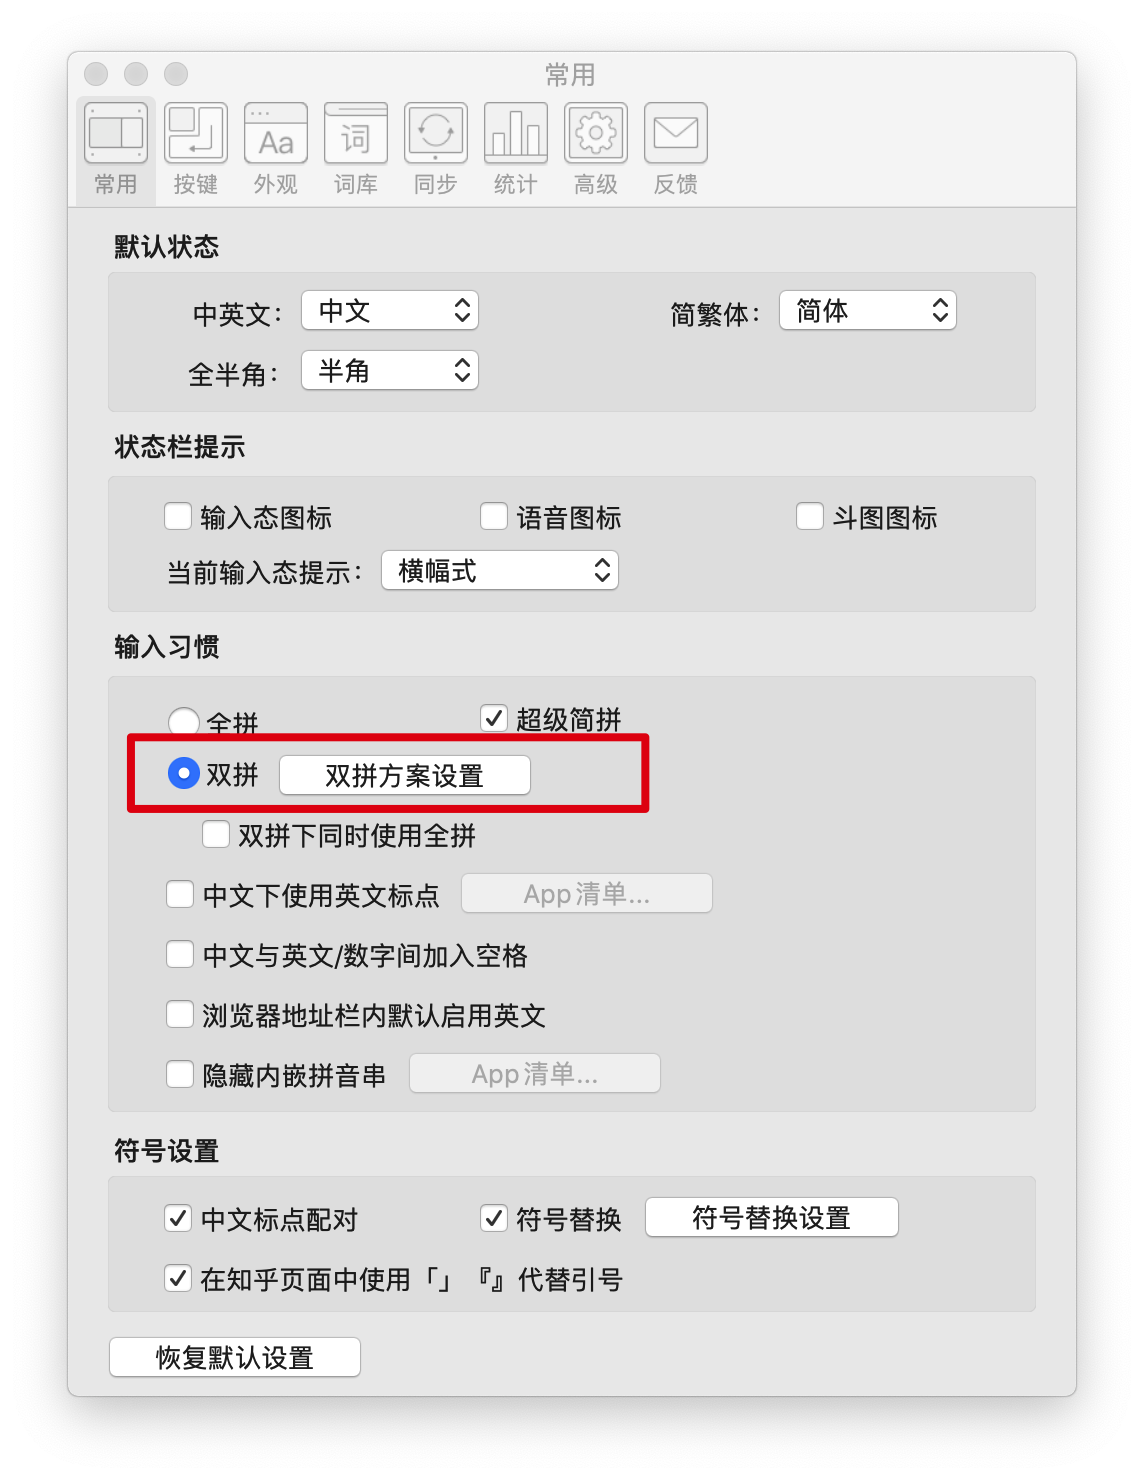 常用
Aa 词
常用 按键 外观 词库 同步 统计 高级 反馈
默认状态
中英文： 中文 简繁体： 简体
全半角： 半角
状态栏提示
输入态图标 语音图标 斗图图标
当前输入态提示： 横幅式
输入习惯
全拼 超级简拼
双拼 双拼方案设置
双拼下同时使用全拼
中文下使用英文标点 App清单...
中文与英文/数字间加入空格
浏览器地址栏内默认启用英文
隐藏内嵌拼音串 App清单...
符号设置
中文标点配对 符号替换 符号替换设置
在知乎页面中使用「」『』代替引号
恢复默认设置